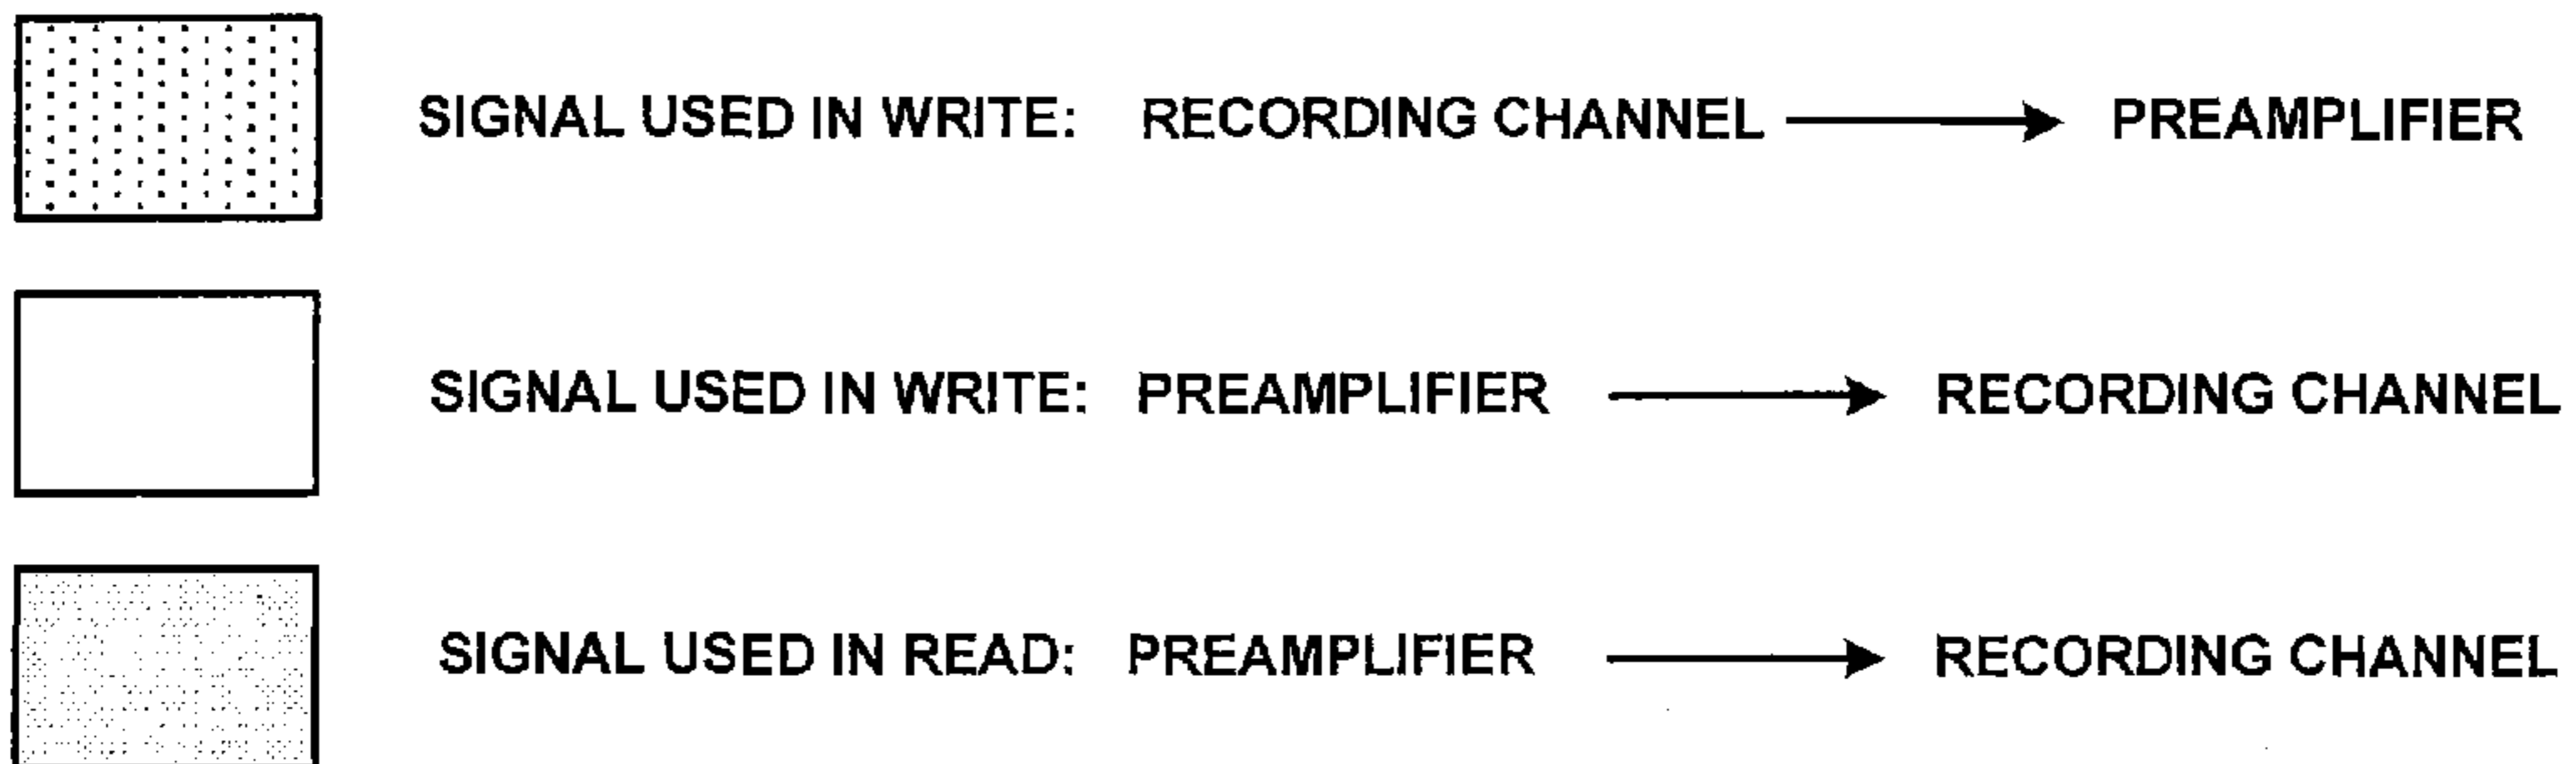 SIGNAL USED IN WRITE: RECORDING CHANNEL → PREAMPLIFIER
SIGNAL USED IN WRITE: PREAMPLIFIER → RECORDING CHANNEL
SIGNAL USED IN READ: PREAMPLIFIER → RECORDING CHANNEL